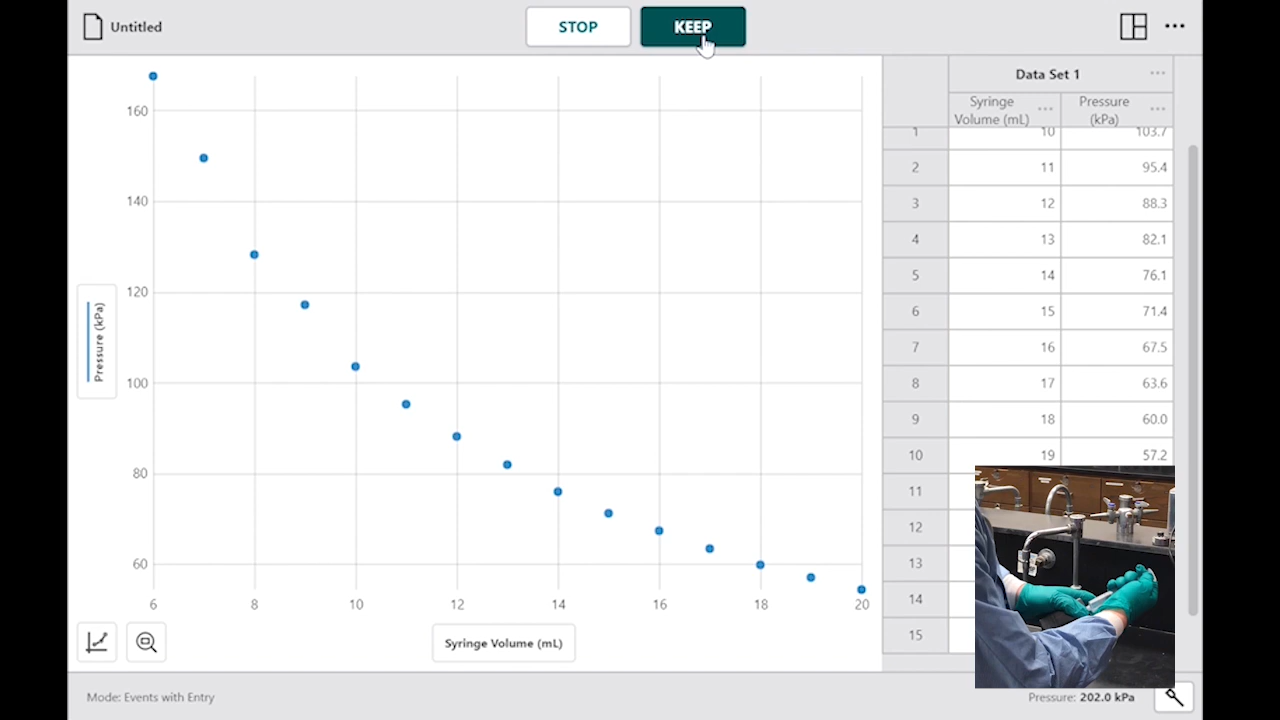 Untitled
STOP
KEEP
160
140
120
100
80
60
Pressure (kPa)
6 8 10 12 14 16 18 20
Syringe Volume (mL)
Data Set 1
Syringe Volume (mL) Pressure (kPa)
1 10 103.7
2 11 95.4
3 12 88.3
4 13 82.1
5 14 76.1
6 15 71.4
7 16 67.5
8 17 63.6
9 18 60.0
10 19 57.2
11
12
13
14
15
Mode: Events with Entry
Pressure: 202.0 kPa